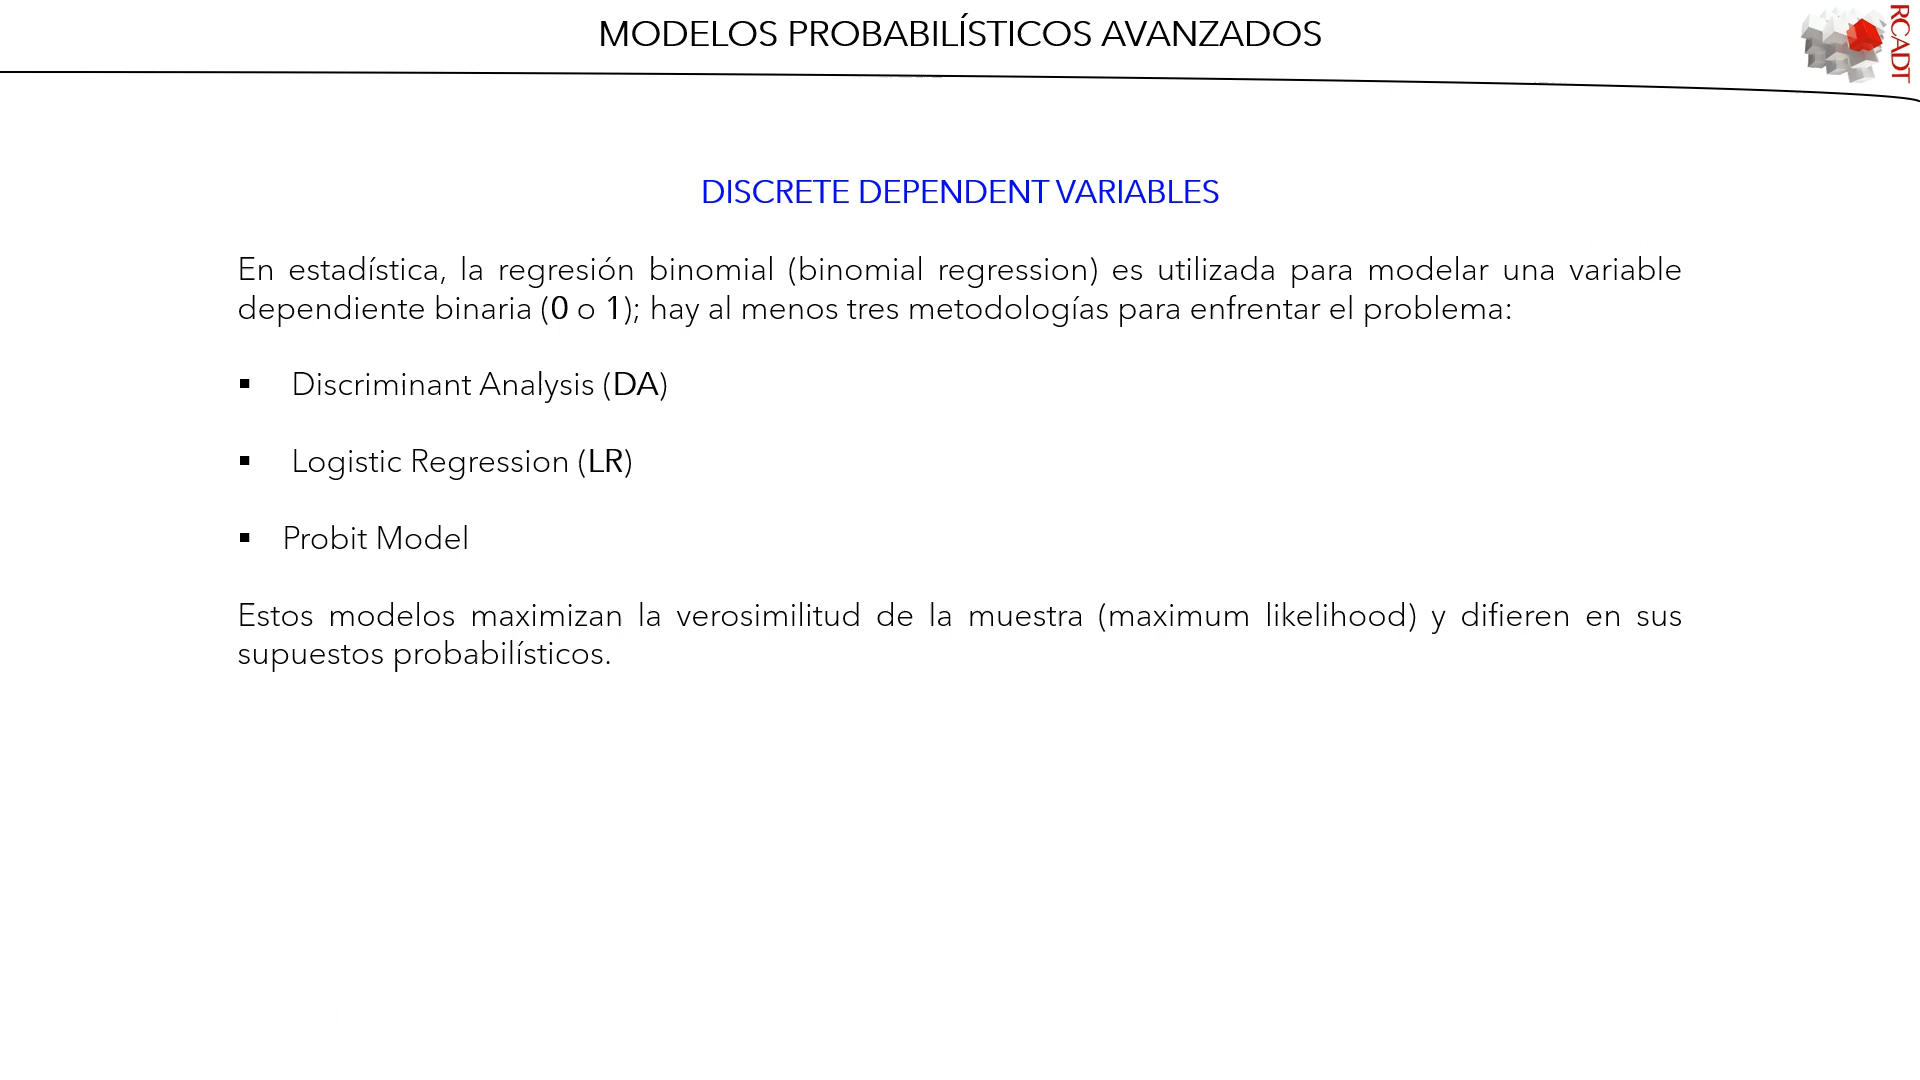 MODELOS PROBABILÍSTICOS AVANZADOS
RCADT
DISCRETE DEPENDENT VARIABLES
En estadística, la regresión binomial (binomial regression) es utilizada para modelar una variable
dependiente binaria (0 o 1); hay al menos tres metodologías para enfrentar el problema:
▪ Discriminant Analysis (DA)
▪ Logistic Regression (LR)
▪ Probit Model
Estos modelos maximizan la verosimilitud de la muestra (maximum likelihood) y difieren en sus
supuestos probabilísticos.